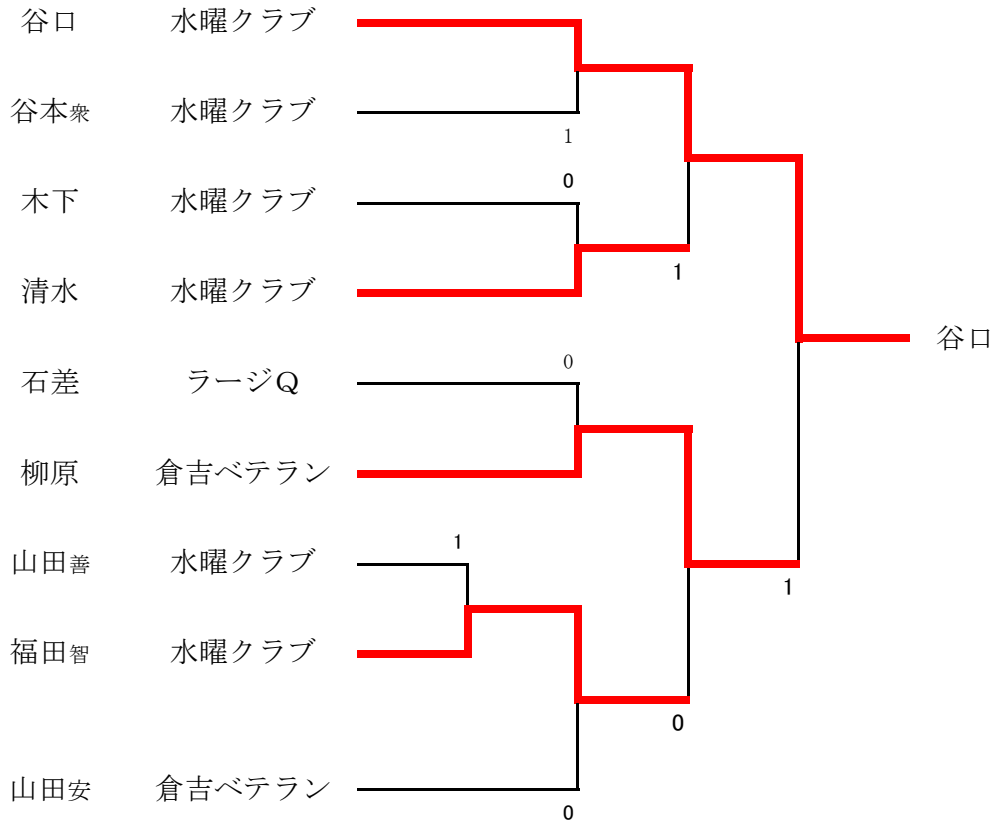 谷口 水曜クラブ
谷本衆 水曜クラブ
1
0
木下 水曜クラブ
1
清水 水曜クラブ
谷口
0
石差 ラージQ
柳原 倉吉ベテラン
1
山田善 水曜クラブ
1
福田智 水曜クラブ
0
山田安 倉吉ベテラン
0